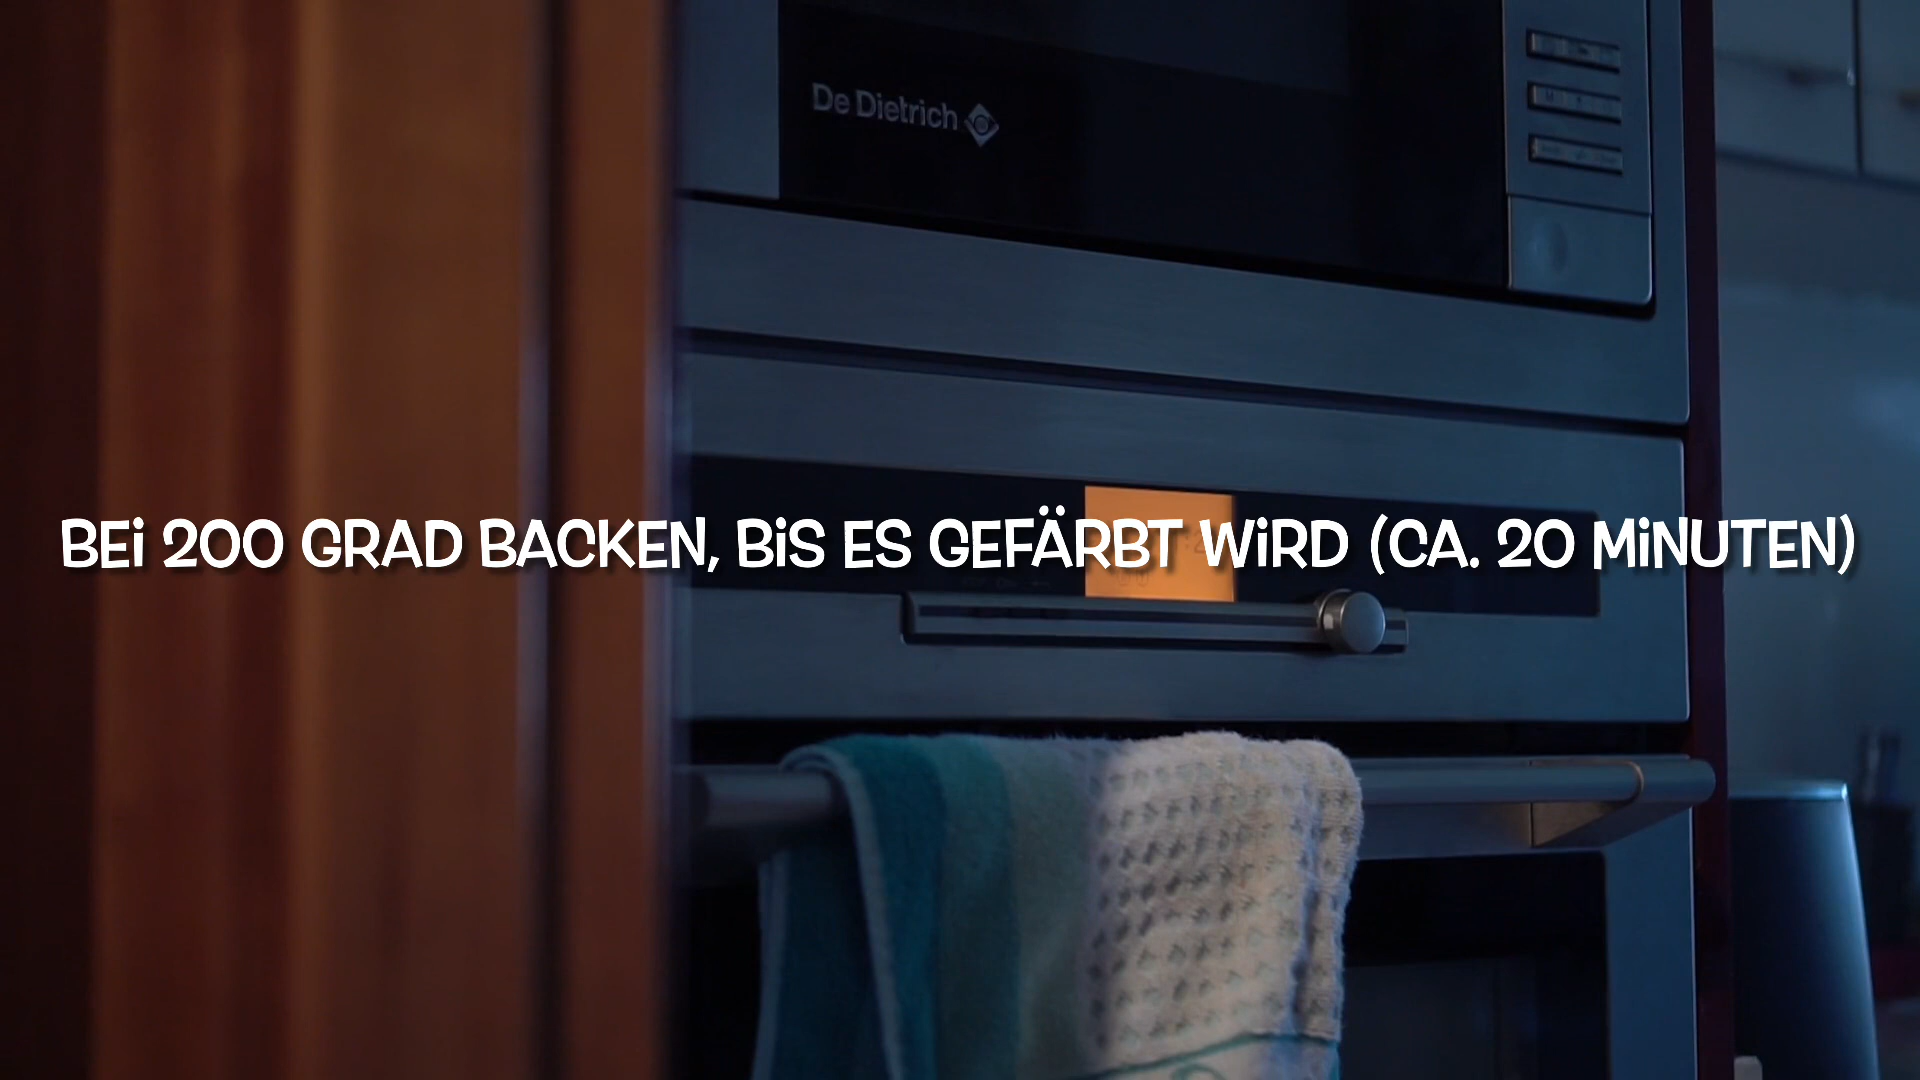 De Dietrich
BEi 200 GRAD BACKEN, BiS ES GEFÄRBT WiRD (CA. 20 MiNUTEN)